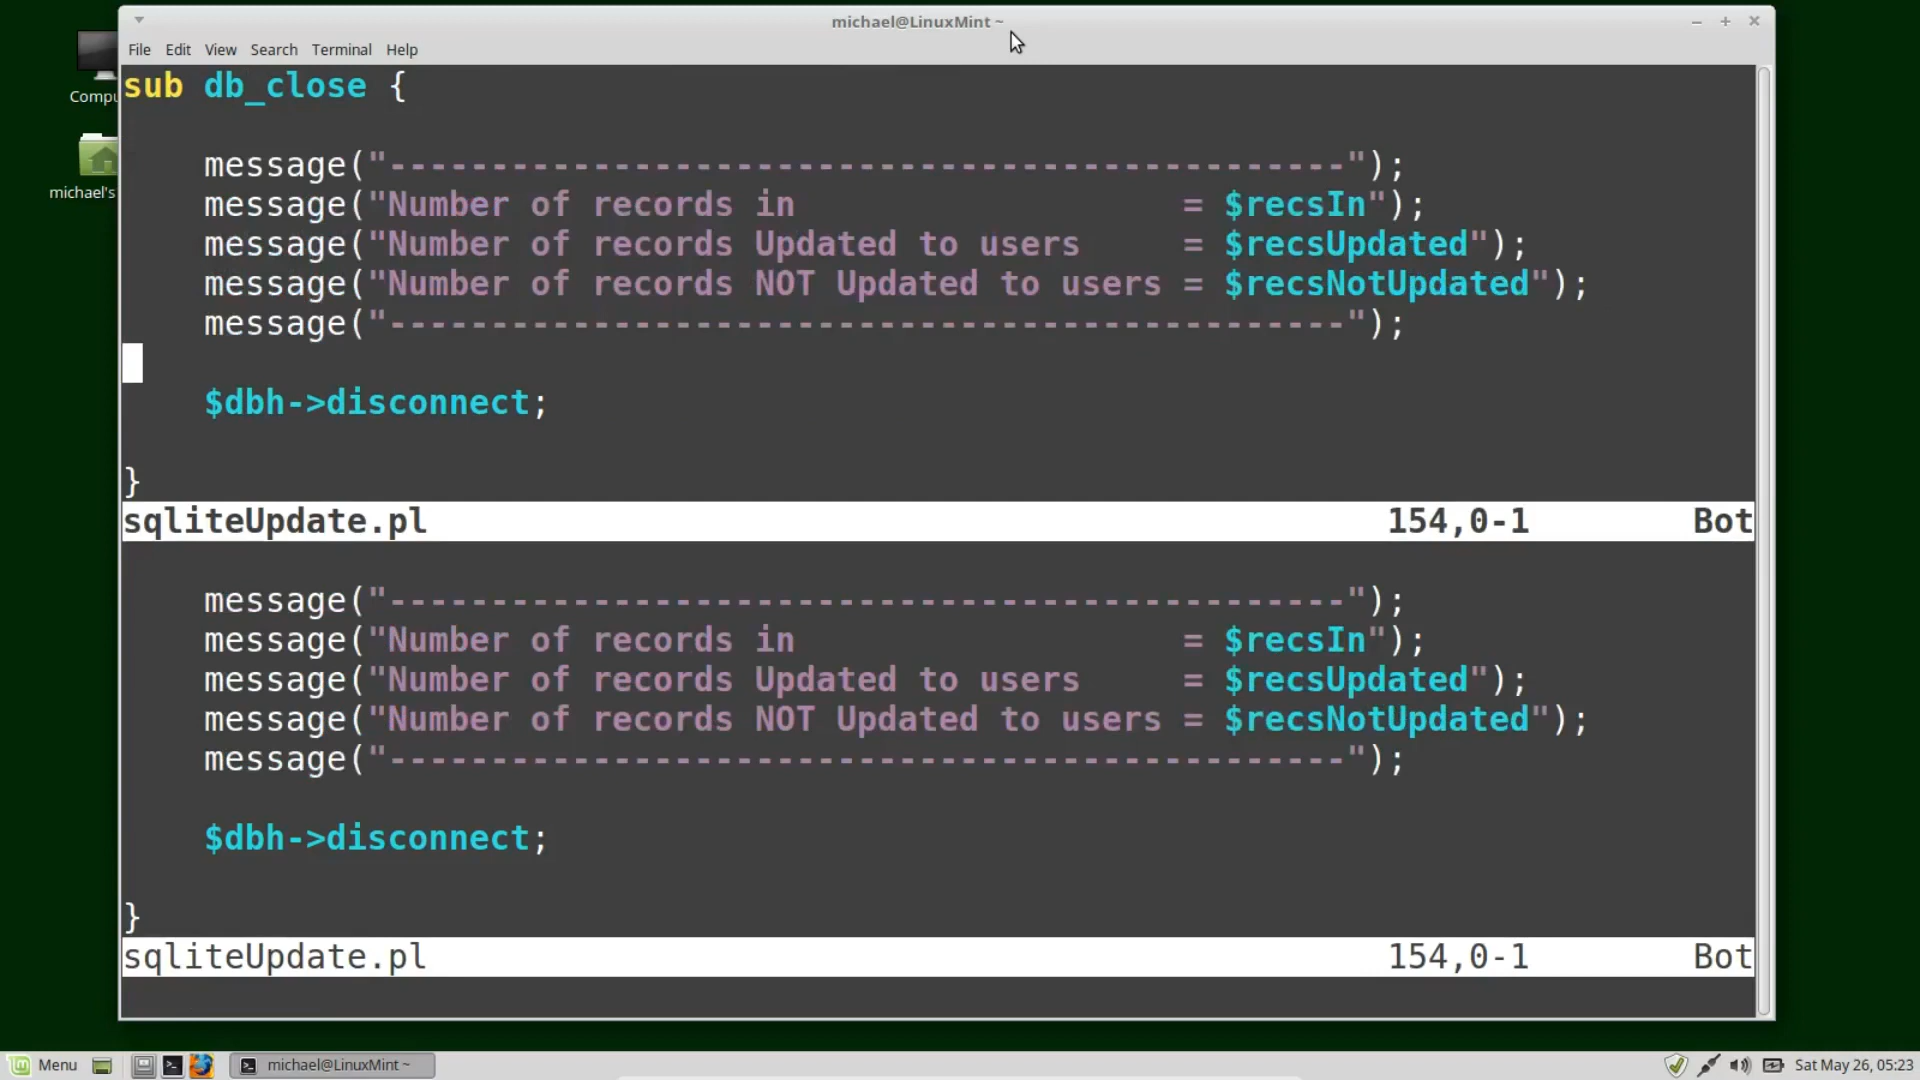 michael@LinuxMint ~
File Edit View Search Terminal Help
Compu
michael's
sub db_close {
message("-----------------------------------------------");
message("Number of records in                   = $recsIn");
message("Number of records Updated to users     = $recsUpdated");
message("Number of records NOT Updated to users = $recsNotUpdated");
message("-----------------------------------------------");
$dbh->disconnect;
}
sqliteUpdate.pl 154,0-1 Bot
message("-----------------------------------------------");
message("Number of records in                   = $recsIn");
message("Number of records Updated to users     = $recsUpdated");
message("Number of records NOT Updated to users = $recsNotUpdated");
message("-----------------------------------------------");
$dbh->disconnect;
}
sqliteUpdate.pl 154,0-1 Bot
Menu michael@LinuxMint ~ Sat May 26, 05:23